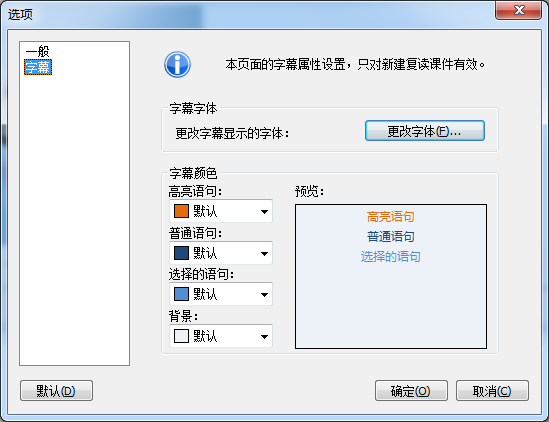 选项
一般
字幕
本页面的字幕属性设置，只对新建复读课件有效。
字幕字体
更改字幕显示的字体：
更改字体(F)...
字幕颜色
高亮语句：
默认
普通语句：
默认
选择的语句：
默认
背景：
默认
预览：
高亮语句
普通语句
选择的语句
默认(D)
确定(O)
取消(C)